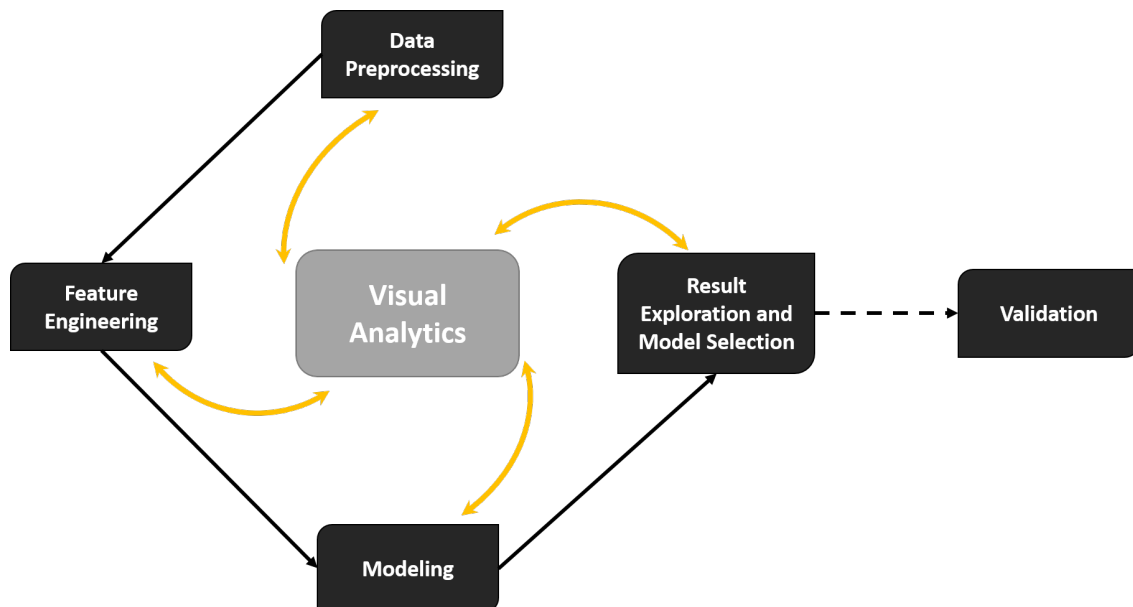 Data
Preprocessing
Feature
Engineering
Visual
Analytics
Result
Exploration and
Model Selection
Validation
Modeling